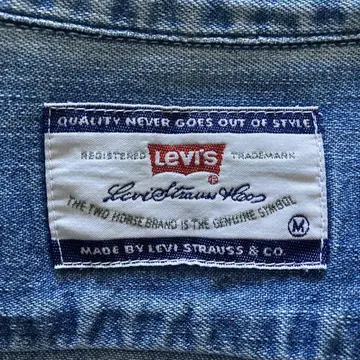 QUALITY NEVER GOES OUT OF STYLE
REGISTERED LEVI'S TRADEMARK
®
Levi Strauss & Co
THE TWO HORSE BRAND IS THE GENUINE SYMBOL
M
MADE BY LEVI STRAUSS & CO.